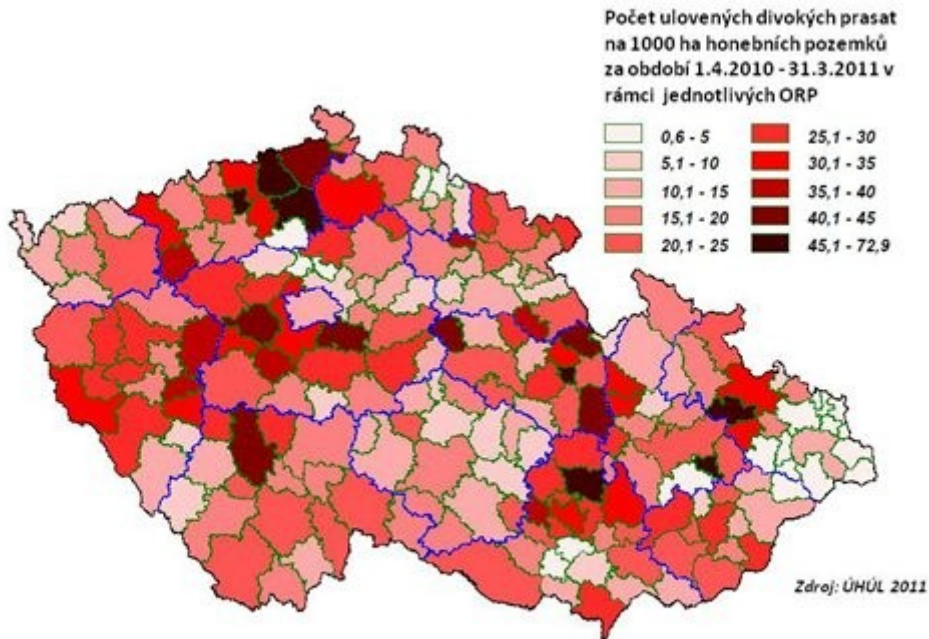 Počet ulovených divokých prasat
na 1000 ha honebních pozemků
za období 1.4.2010 - 31.3.2011 v
rámci jednotlivých ORP
0,6 - 5
5,1 - 10
10,1 - 15
15,1 - 20
20,1 - 25
25,1 - 30
30,1 - 35
35,1 - 40
40,1 - 45
45,1 - 72,9
Zdroj: ÚHÚL 2011